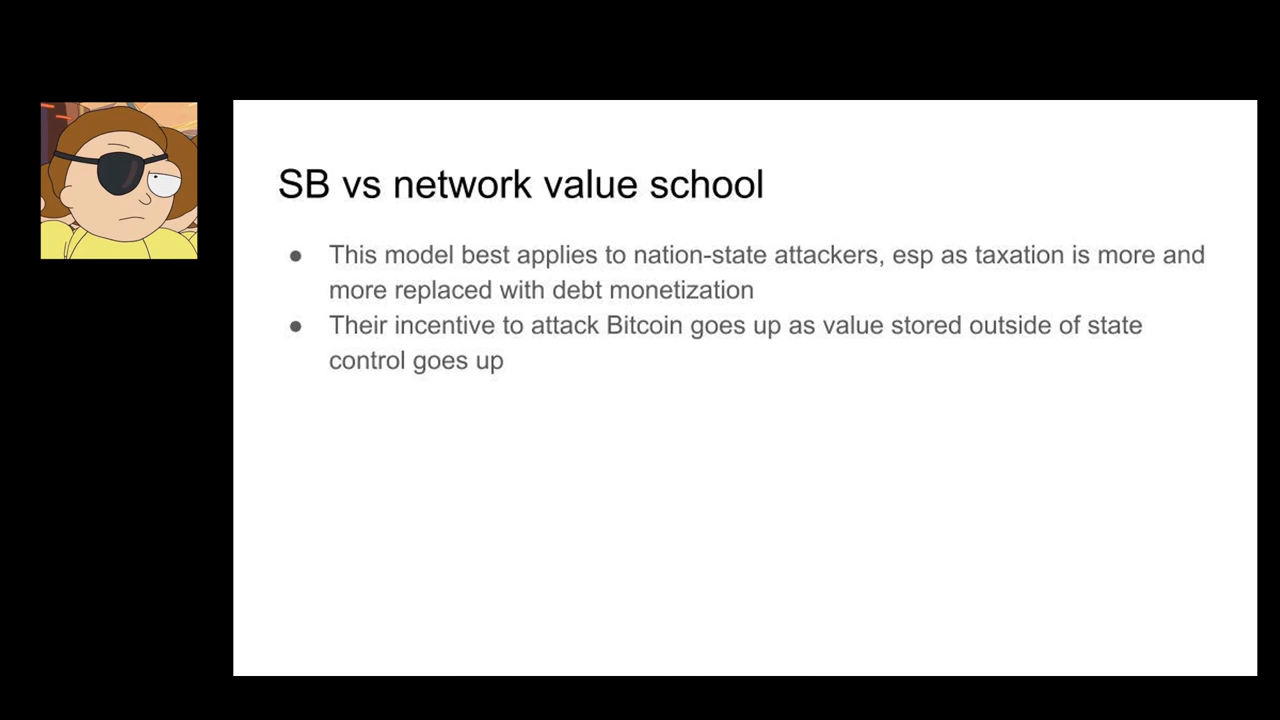 SB vs network value school
● This model best applies to nation-state attackers, esp as taxation is more and
more replaced with debt monetization
● Their incentive to attack Bitcoin goes up as value stored outside of state
control goes up